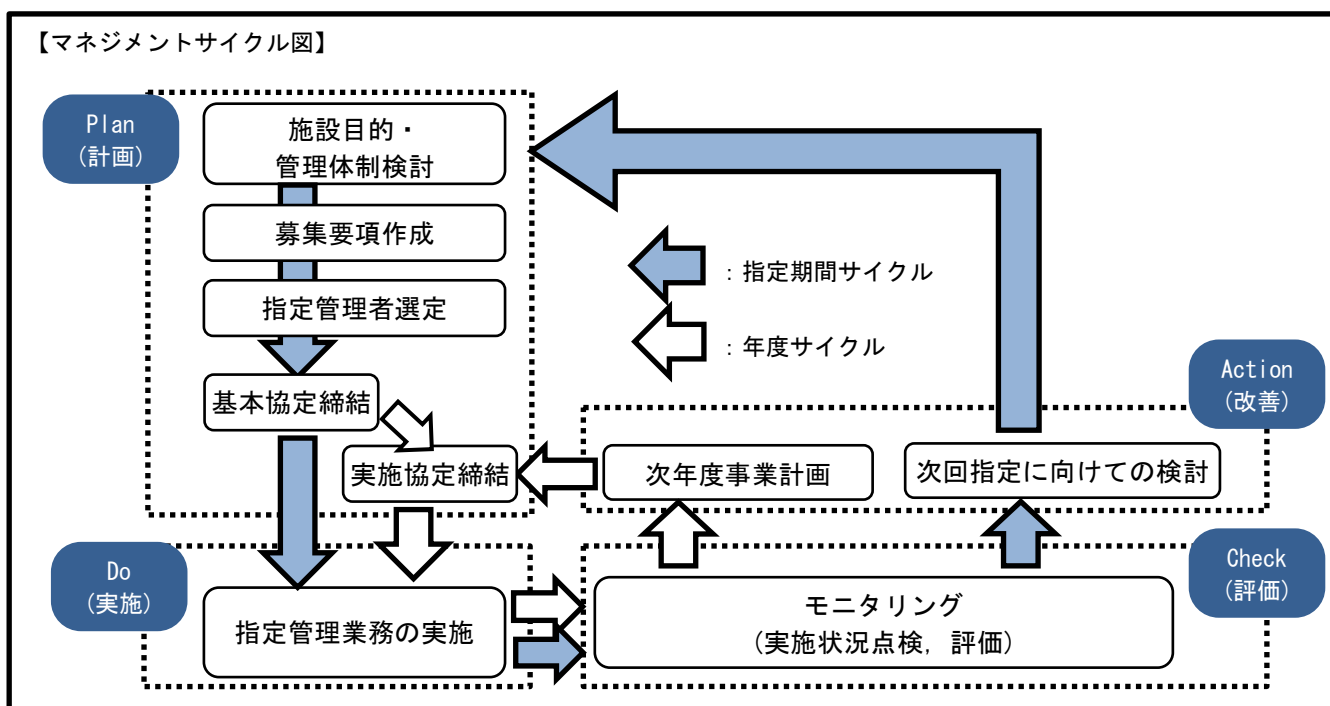 【マネジメントサイクル図】
Plan
(計画)
施設目的・
管理体制検討
募集要項作成
指定管理者選定
基本協定締結
実施協定締結
：指定期間サイクル
：年度サイクル
Action
(改善)
次年度事業計画
次回指定に向けての検討
Do
(実施)
指定管理業務の実施
Check
(評価)
モニタリング
(実施状況点検，評価)